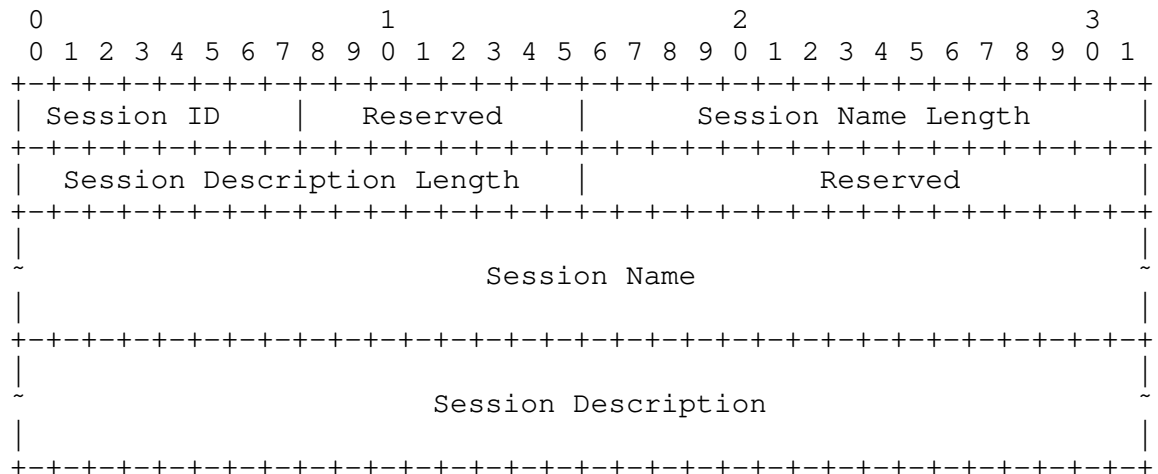 0                   1                   2                   3
 0 1 2 3 4 5 6 7 8 9 0 1 2 3 4 5 6 7 8 9 0 1 2 3 4 5 6 7 8 9 0 1
+-+-+-+-+-+-+-+-+-+-+-+-+-+-+-+-+-+-+-+-+-+-+-+-+-+-+-+-+-+-+-+-+
| Session ID    |   Reserved    |      Session Name Length      |
+-+-+-+-+-+-+-+-+-+-+-+-+-+-+-+-+-+-+-+-+-+-+-+-+-+-+-+-+-+-+-+-+
|  Session Description Length   |             Reserved          |
+-+-+-+-+-+-+-+-+-+-+-+-+-+-+-+-+-+-+-+-+-+-+-+-+-+-+-+-+-+-+-+-+
|                                                               |
~                          Session Name                         ~
|                                                               |
+-+-+-+-+-+-+-+-+-+-+-+-+-+-+-+-+-+-+-+-+-+-+-+-+-+-+-+-+-+-+-+-+
|                                                               |
~                       Session Description                     ~
|                                                               |
+-+-+-+-+-+-+-+-+-+-+-+-+-+-+-+-+-+-+-+-+-+-+-+-+-+-+-+-+-+-+-+-+